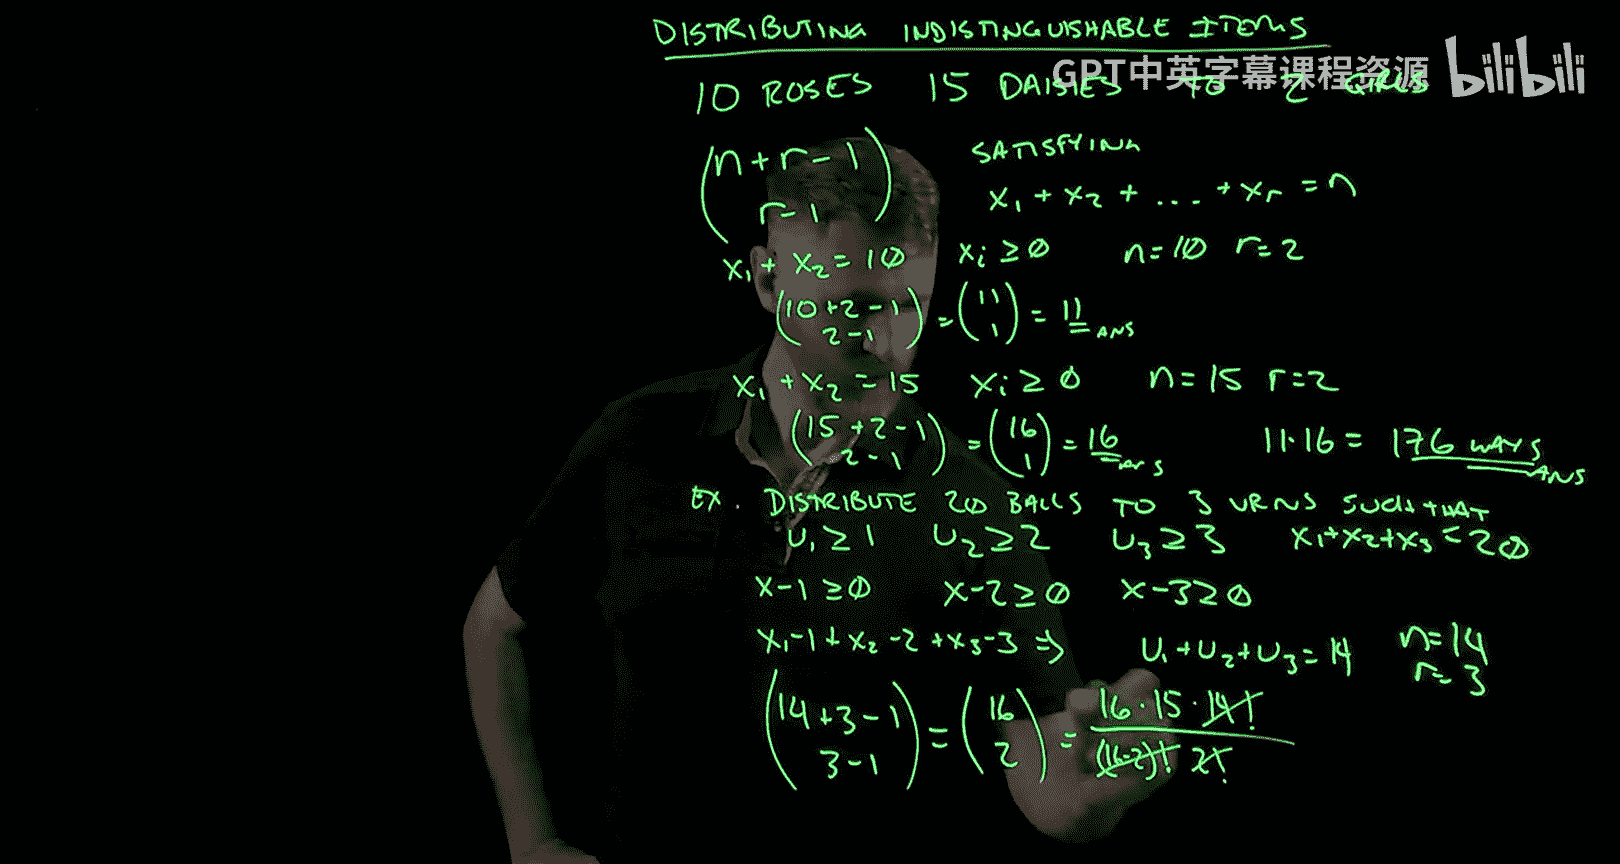 DISTRIBUTING INDISTINGUISHABLE ITEMS
GPT中英字幕课程资源 bilibili
10 ROSES 15 DAISIES TO 2 GIRLS
(n+r-1 r-1) SATISFYING
x₁ + x₂ + ... + xᵣ = n
x₁ + x₂ = 10 xᵢ ≥ 0 n=10 r=2
(10+2-1 2-1) = (11 1) = 11 ANS
x₁ + x₂ = 15 xᵢ ≥ 0 n=15 r=2
(15+2-1 2-1) = (16 1) = 16 ANS 11·16 = 176 WAYS ANS
EX. DISTRIBUTE 20 BALLS TO 3 URNS SUCH THAT
U₁≥1 U₂≥2 U₃≥3 x₁+x₂+x₃=20
x-1≥0 x-2≥0 x-3≥0
x₁-1+x₂-2+x₃-3 ⇒ U₁+U₂+U₃=14 n=14 r=3
(14+3-1 3-1) = (16 2) = 16·15·14! / (16-2)! 2!